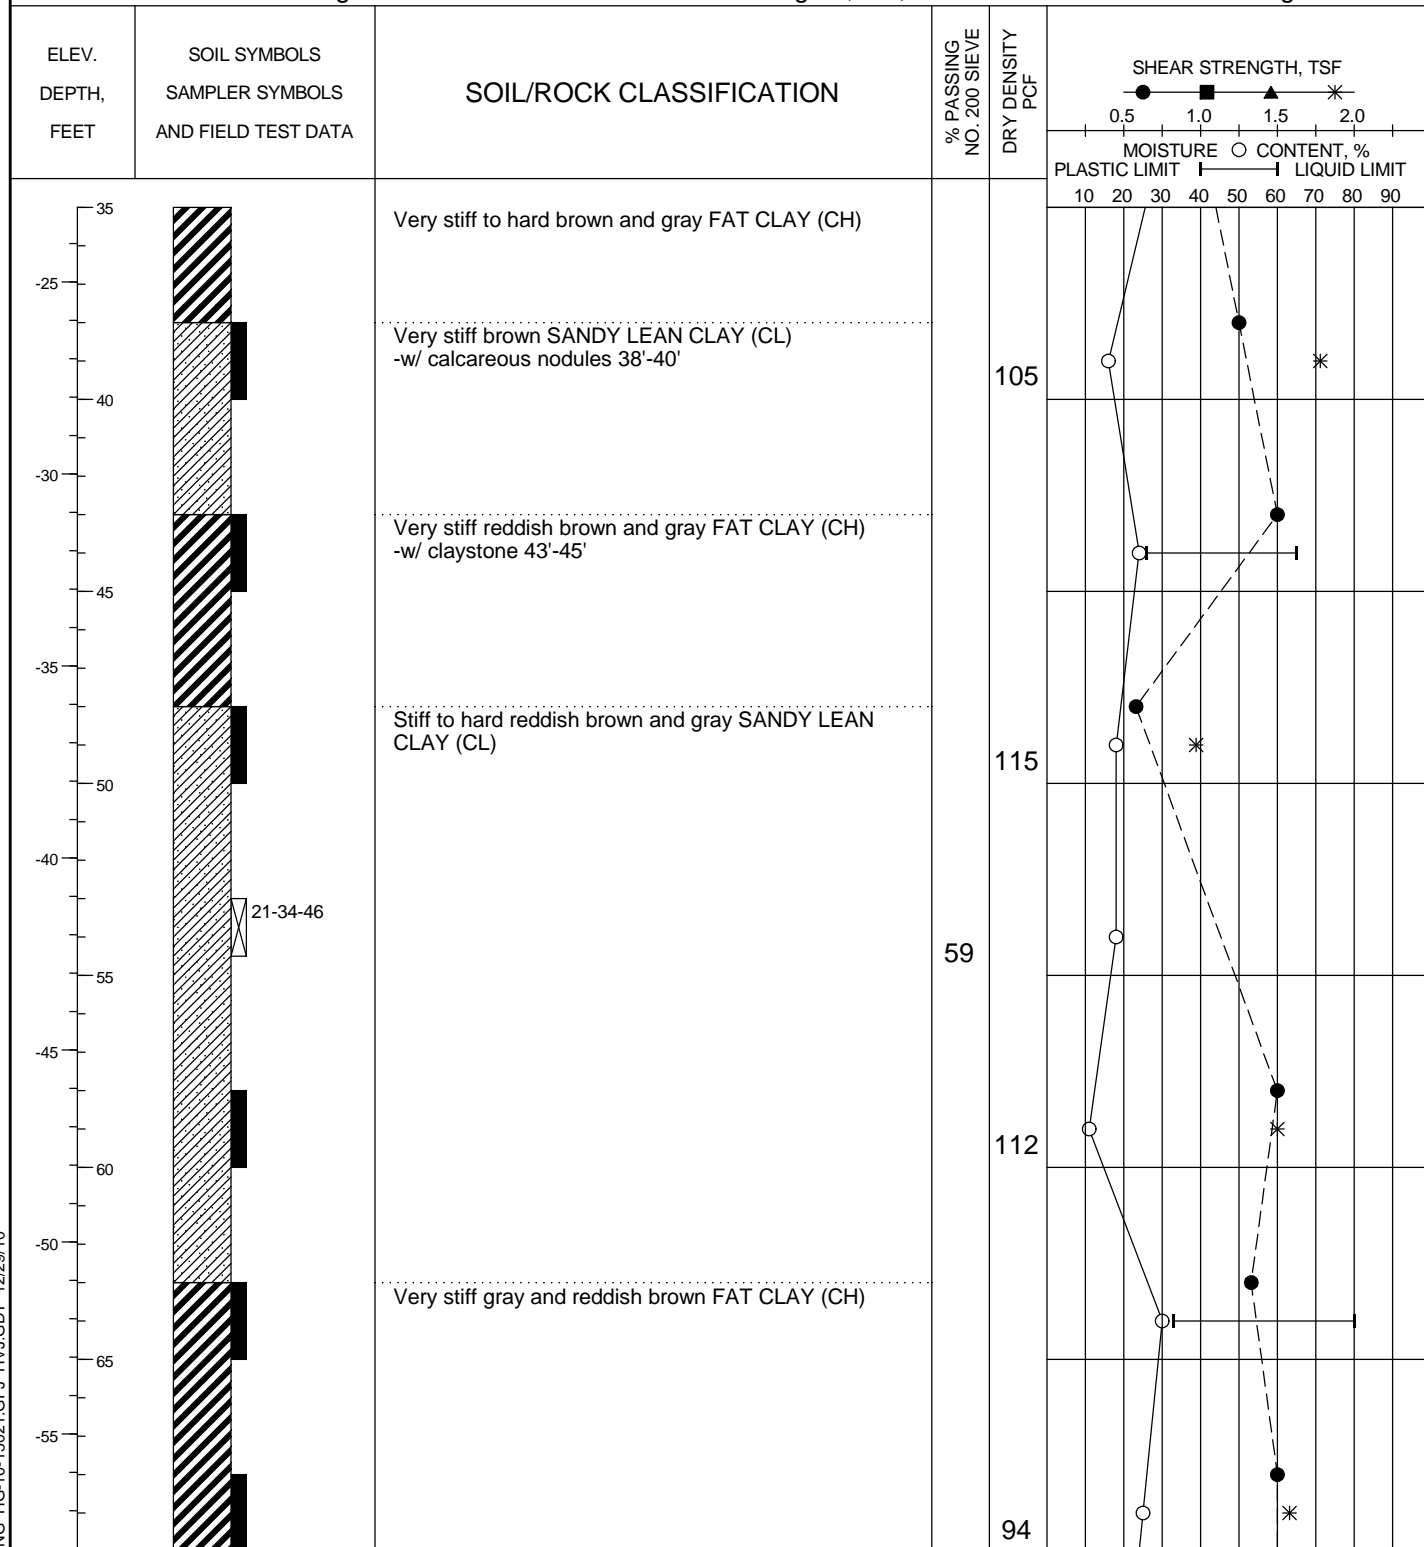 ELEV.
DEPTH,
FEET
SOIL SYMBOLS
SAMPLER SYMBOLS
AND FIELD TEST DATA
SOIL/ROCK CLASSIFICATION
% PASSING
NO. 200 SIEVE
DRY DENSITY
PCF
SHEAR STRENGTH, TSF
0.5 1.0 1.5 2.0
MOISTURE CONTENT, %
PLASTIC LIMIT LIQUID LIMIT
10 20 30 40 50 60 70 80 90
35
Very stiff to hard brown and gray FAT CLAY (CH)
-25
Very stiff brown SANDY LEAN CLAY (CL)
-w/ calcareous nodules 38'-40'
105
40
-30
Very stiff reddish brown and gray FAT CLAY (CH)
-w/ claystone 43'-45'
45
-35
Stiff to hard reddish brown and gray SANDY LEAN
CLAY (CL)
115
50
-40
21-34-46
59
55
-45
112
60
-50
Very stiff gray and reddish brown FAT CLAY (CH)
65
-55
94